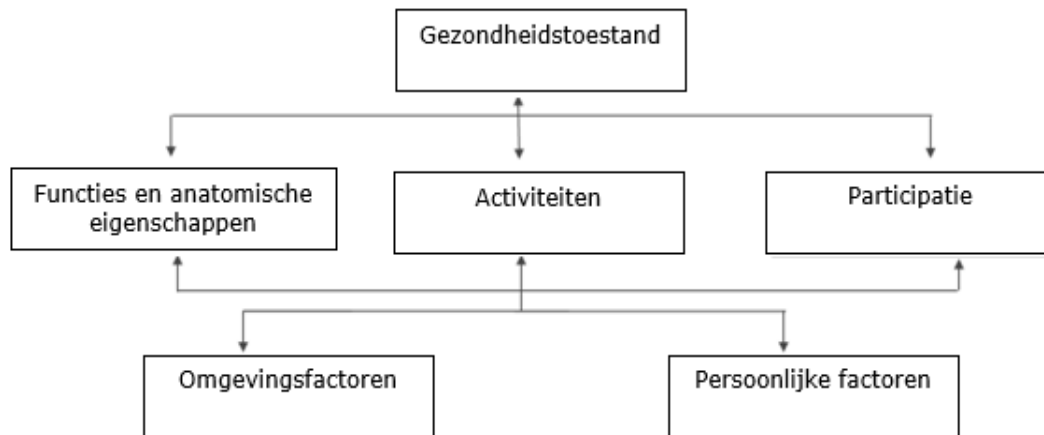 Gezondheidstoestand
Functies en anatomische
eigenschappen
Activiteiten
Participatie
Omgevingsfactoren
Persoonlijke factoren